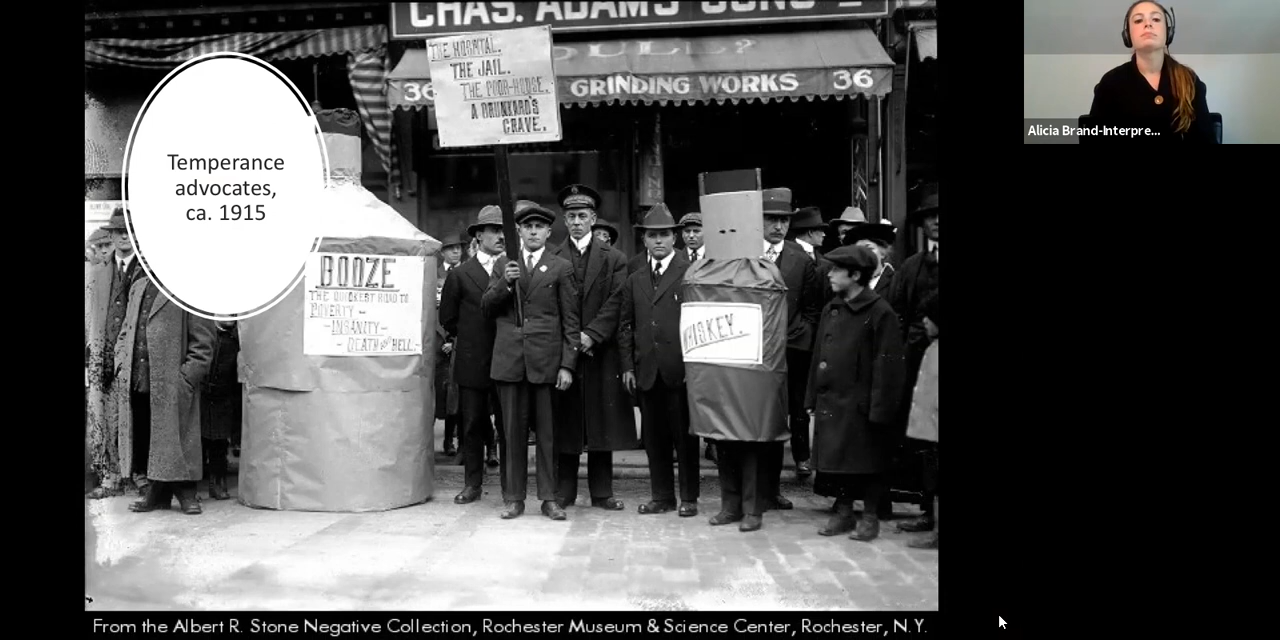 CHAS. ADAMS SONS
DULL?
36
GRINDING WORKS 36
THE HOSPITAL.
THE JAIL.
THE POOR-HOUSE.
A DRUNKARD'S
GRAVE.
Temperance
advocates,
ca. 1915
BOOZE
THE QUICKEST ROAD TO
POVERTY -
- INSANITY -
- DEATH AND HELL. -
WHISKEY.
From the Albert R. Stone Negative Collection, Rochester Museum & Science Center, Rochester, N.Y.
Alicia Brand-Interpre...